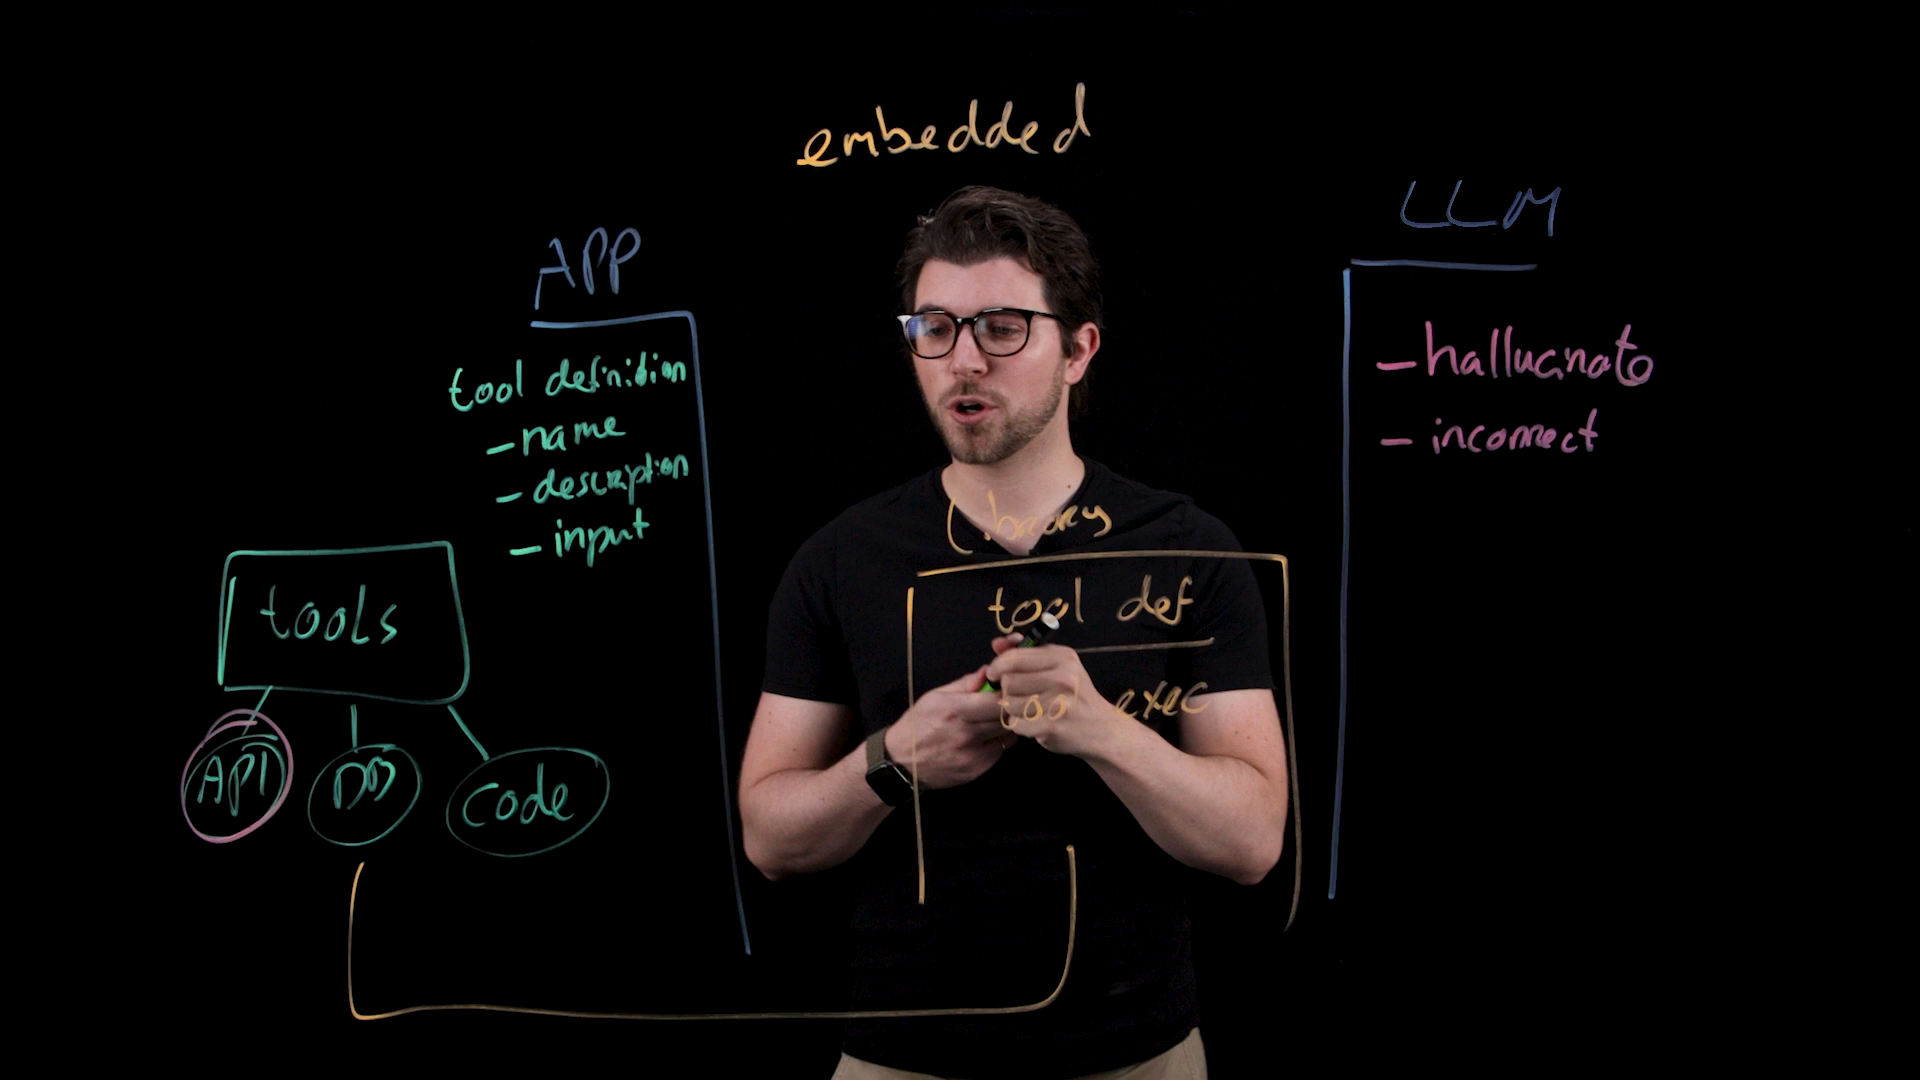 embedded
APP
tool definition
- name
- description
- input
tools
API
DB
code
library
tool def
tool exec
LLM
- hallucinate
- incorrect